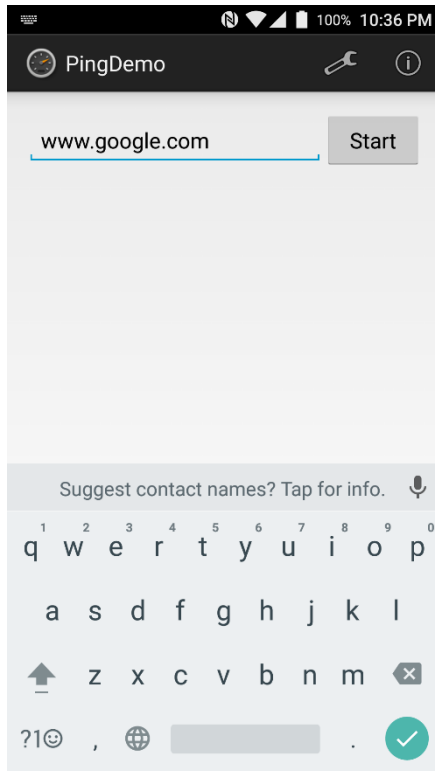 100% 10:36 PM
PingDemo
www.google.com Start
Suggest contact names? Tap for info.
1 2 3 4 5 6 7 8 9 0
q w e r t y u i o p
a s d f g h j k l
z x c v b n m
?1☺ , .